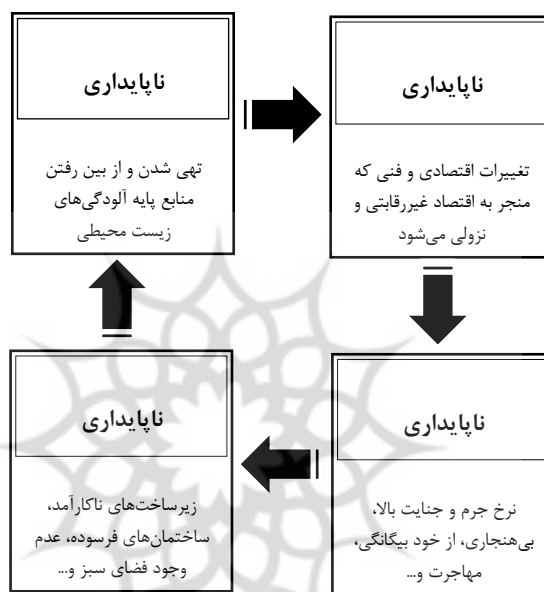 ناپایداری
تغییرات اقتصادی و فنی که
منجر به اقتصاد غیررقابتی و
نزولی می‌شود
ناپایداری
تهی شدن و از بین رفتن
منابع پایه آلودگی‌های
زیست محیطی
ناپایداری
نرخ جرم و جنایت بالا،
بی‌هنجاری، از خود بیگانگی،
مهاجرت و...
ناپایداری
زیرساخت‌های ناکارآمد،
ساختمان‌های فرسوده، عدم
وجود فضای سبز و...